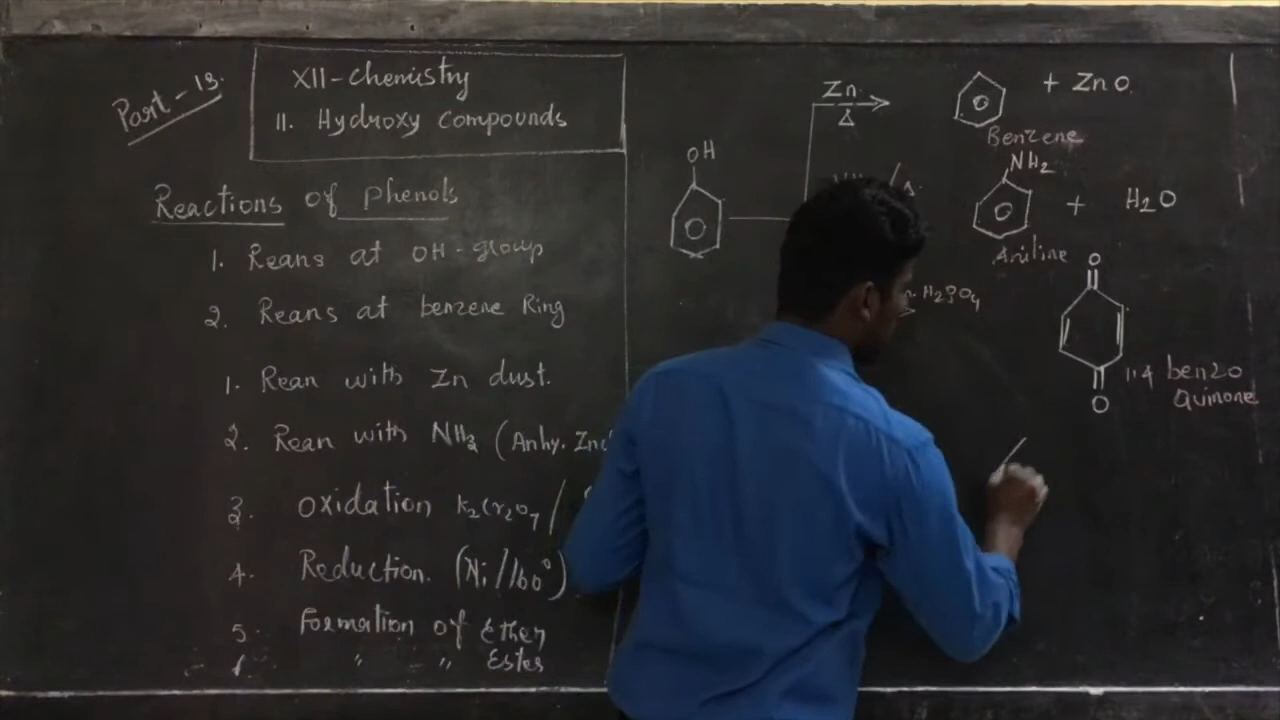 Part-13.
XII-Chemistry
11. Hydroxy compounds
Reactions of Phenols
1. Reans at OH-group
2. Reans at benzene Ring
1. Rean with Zn dust.
2. Rean with NH3 (Anhy. Znc
3. Oxidation K2Cr2O7/
4. Reduction. (Ni/160°)
5. Formation of Ether
" " Ester
OH
Zn
Δ
+ ZnO
Benzene
NH2
+ H2O
Aniline
. H2SO4
O
O
1:4 benzo
Quinone